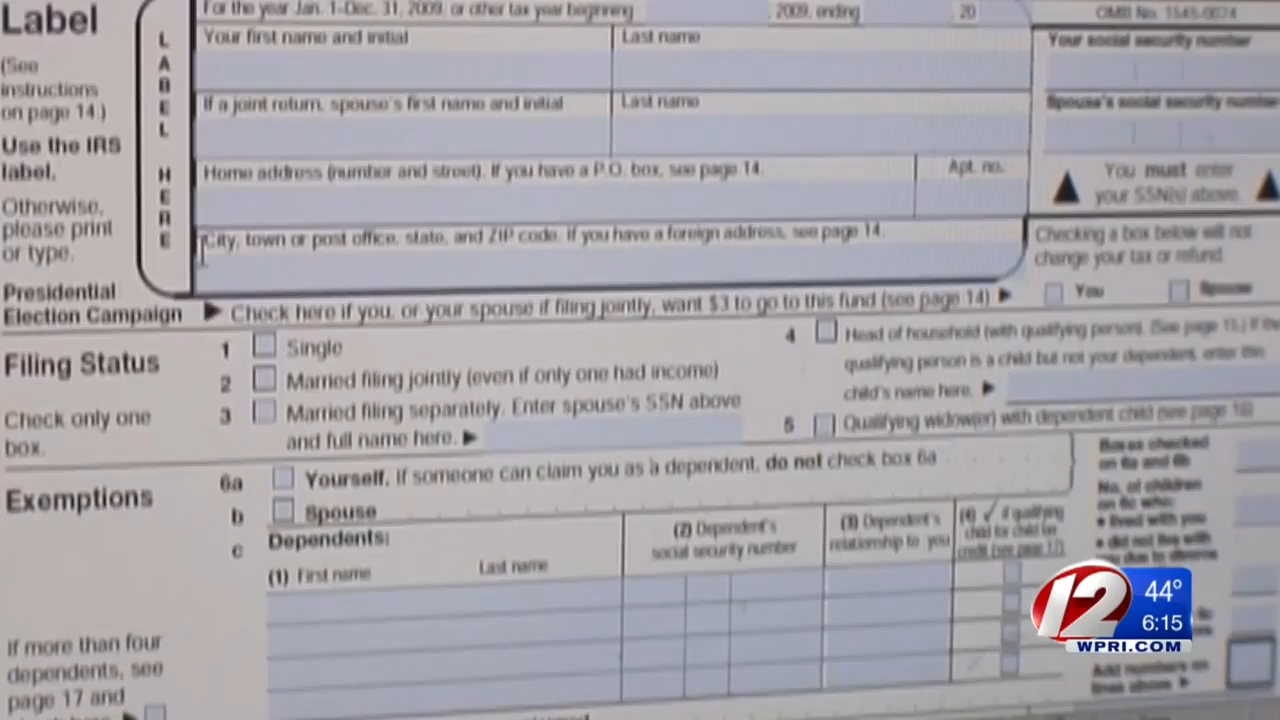 Label
(See
instructions
on page 14.)
Use the IRS
label.
Otherwise,
please print
or type.
LABEL HERE
For the year Jan. 1-Dec. 31, 2009, or other tax year beginning , 2009, ending , 20
OMB No. 1545-0074
Your first name and initial
Last name
Your social security number
If a joint return, spouse's first name and initial
Last name
Spouse's social security number
Home address (number and street). If you have a P.O. box, see page 14.
Apt. no.
You must enter
your SSN(s) above.
City, town or post office, state, and ZIP code. If you have a foreign address, see page 14.
Checking a box below will not
change your tax or refund.
Presidential
Election Campaign ▶ Check here if you, or your spouse if filing jointly, want $3 to go to this fund (see page 14) ▶ You Spouse
Filing Status
Check only one
box.
1 Single
2 Married filing jointly (even if only one had income)
3 Married filing separately. Enter spouse's SSN above
and full name here. ▶
4 Head of household (with qualifying person). (See page 15.) If the
qualifying person is a child but not your dependent, enter this
child's name here. ▶
5 Qualifying widow(er) with dependent child (see page 16)
Exemptions
6a Yourself. If someone can claim you as a dependent, do not check box 6a
b Spouse
c Dependents:
(1) First name Last name
(2) Dependent's
social security number
(3) Dependent's
relationship to you
(4) ✓ if qualifying
child for child tax
credit (see page 17)
Boxes checked
on 6a and 6b
No. of children
on 6c who:
• lived with you
• did not live with
you due to divorce
Add numbers on
lines above ▶
If more than four
dependents, see
page 17 and
12
44°
6:15
WPRI.COM